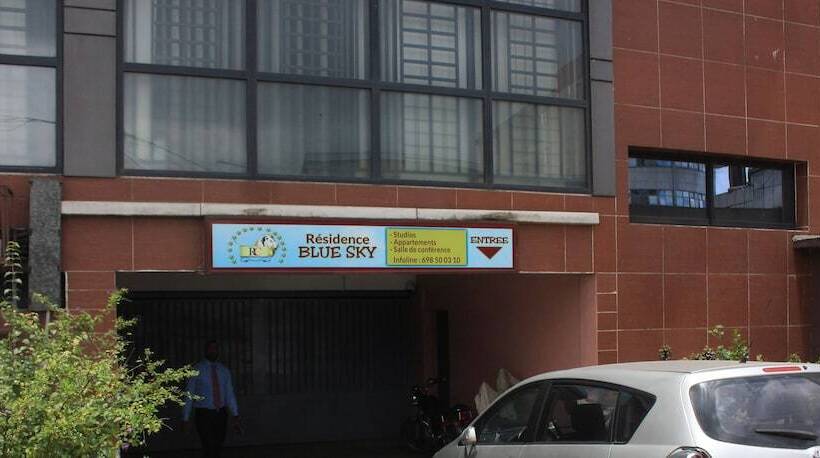 Résidence
BLUE SKY
- Studios
- Appartements
- Salle de conférence
Infoline : 698 50 03 10
ENTREE